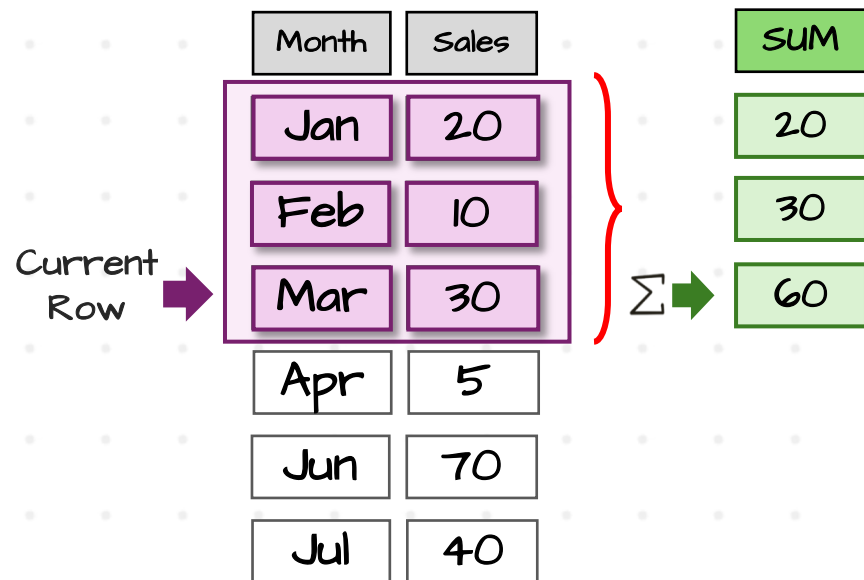 Month Sales SUM
Jan 20 20
Feb 10 30
Current
Row
Mar 30 Σ 60
Apr 5
Jun 70
Jul 40